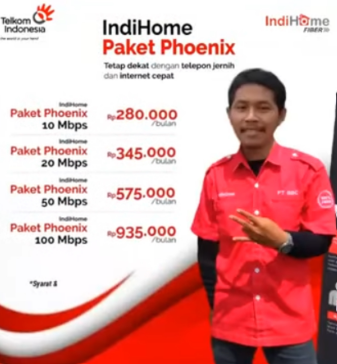 Telkom
Indonesia
the world in your hand
IndiHome
FIBER
IndiHome
Paket Phoenix
Tetap dekat dengan telepon jernih
dan internet cepat
IndiHome
Paket Phoenix
10 Mbps
Rp280.000
/bulan
IndiHome
Paket Phoenix
20 Mbps
Rp345.000
/bulan
IndiHome
Paket Phoenix
50 Mbps
Rp575.000
/bulan
IndiHome
Paket Phoenix
100 Mbps
Rp935.000
/bulan
*Syarat &